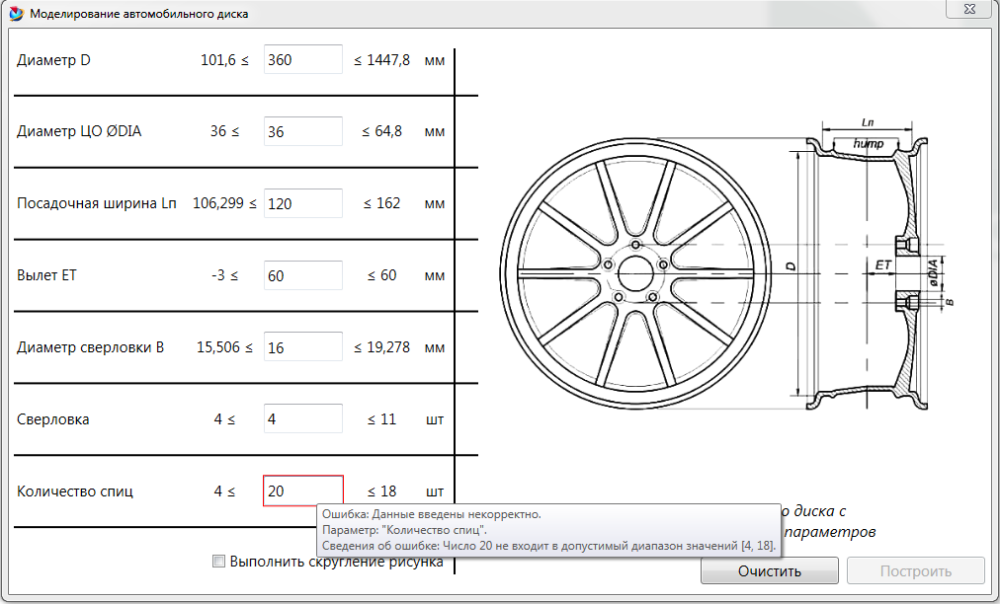 Моделирование автомобильного диска
Диаметр D 101,6 ≤ 360 ≤ 1447,8 мм
Диаметр ЦО ØDIA 36 ≤ 36 ≤ 64,8 мм
Посадочная ширина Lп 106,299 ≤ 120 ≤ 162 мм
Вылет ET -3 ≤ 60 ≤ 60 мм
Диаметр сверловки B 15,506 ≤ 16 ≤ 19,278 мм
Сверловка 4 ≤ 4 ≤ 11 шт
Количество спиц 4 ≤ 20 ≤ 18 шт
Ошибка: Данные введены некорректно.
Параметр: "Количество спиц".
Сведения об ошибке: Число 20 не входит в допустимый диапазон значений [4, 18].
Выполнить скругление рисунка
Lп
hump
D
ET
øDIA
B
о диска с
параметров
Очистить
Построить